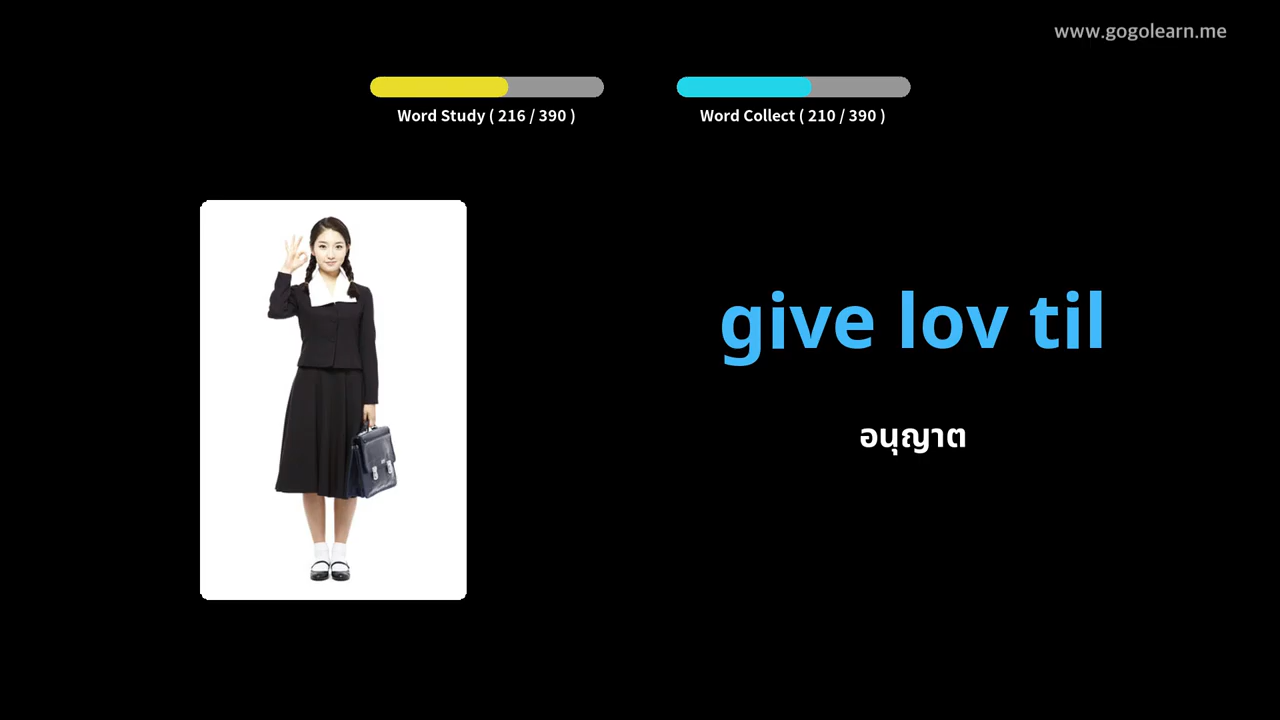 www.gogolearn.me
Word Study ( 216 / 390 )
Word Collect ( 210 / 390 )
give lov til
อนุญาต